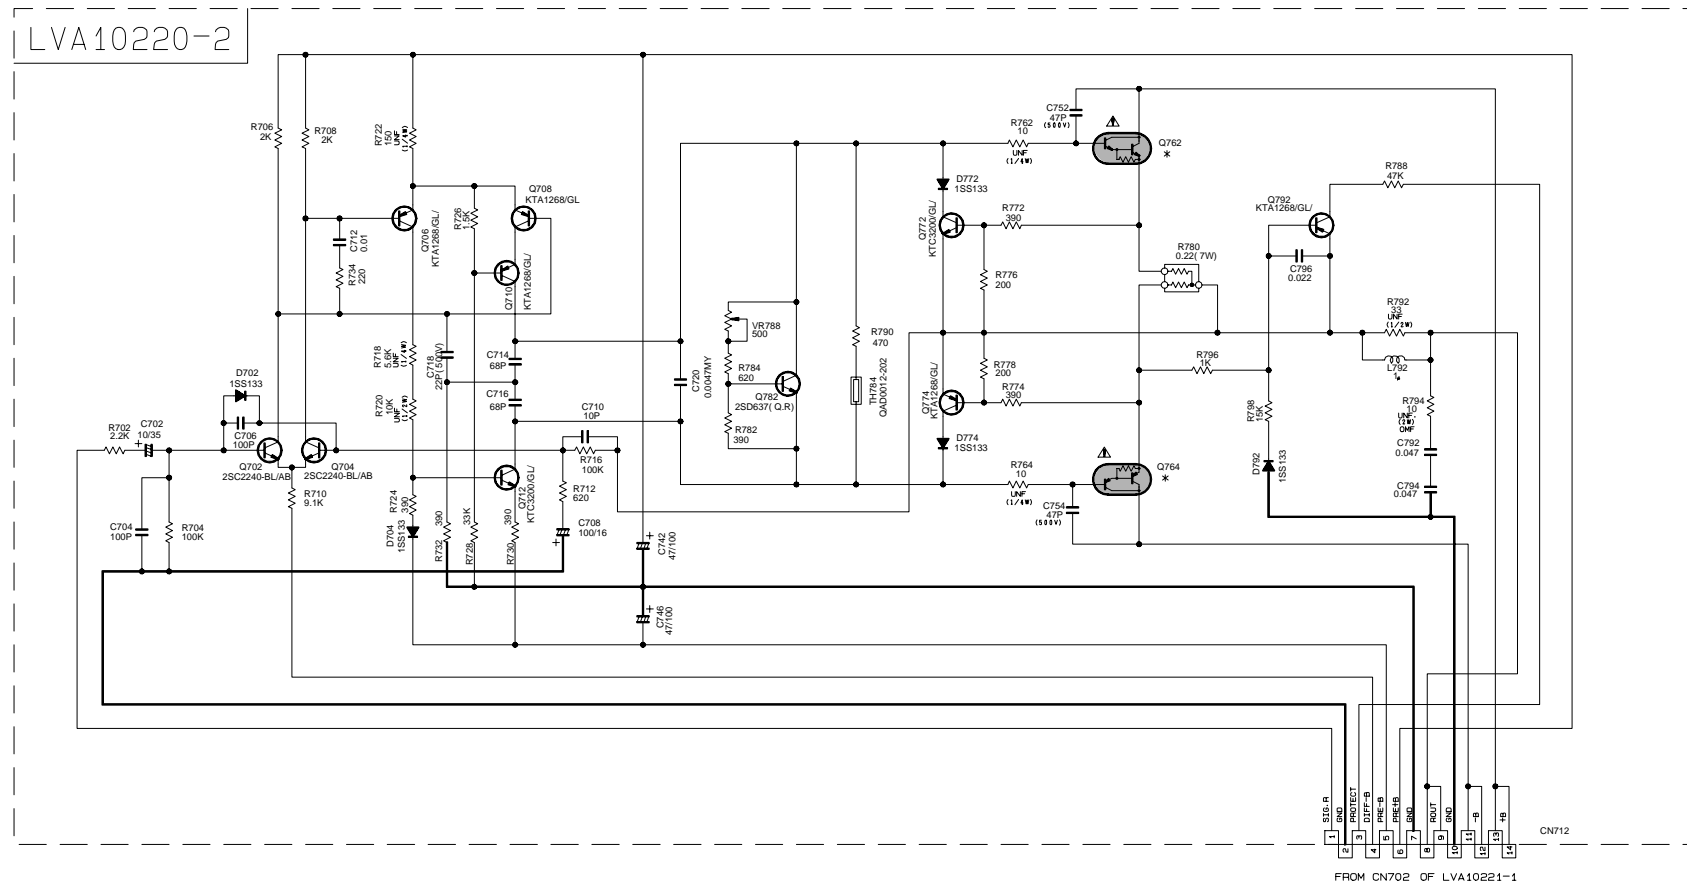 LVA10220-2
R706
2K
R708
2K
R722
150
UNF
(1/4W)
C752
47P
(500V)
R762
10
UNF
(1/4W)
Q762
*
R788
47K
Q708
KTA1268/GL
D772
1SS133
Q792
KTA1268/GL/
R726
1.5K
Q706
KTA1268/GL/
C712
0.01
R734
220
Q772
KTC3200/GL/
R772
390
R780
0.22(7W)
C796
0.022
Q710
KTA1268/GL/
R776
200
VR788
500
R790
470
R792
33
UNF
(1/2W)
R718
5.6K
UNF
(1/4W)
C718
22P(500V)
C714
68P
C720
0.0047MY
R784
620
R778
200
R796
1K
L792
1μ
D702
1SS133
R720
10K
UNF
(1/2W)
C716
68P
Q782
2SD637(Q.R)
TH784
QAD0012-202
Q774
KTA1268/GL/
R774
390
R798
15K
R794
10
UNF.
(2W)
OMF
R702
2.2K
C702
10/35
+
C706
100P
C710
10P
R782
390
D774
1SS133
C792
0.047
Q702
2SC2240-BL/AB
Q704
2SC2240-BL/AB
R716
100K
R764
10
UNF
(1/4W)
Q764
*
D792
1SS133
C794
0.047
R710
9.1K
R724
390
Q712
KTC3200/GL/
R712
620
C754
47P
(500V)
C704
100P
R704
100K
D704
1SS133
R732
390
R728
33K
R730
390
C708
100/16
+
C742
47/100
+
C746
47/100
+
SIG.R
GND
PROTECT
DIFF-B
PRE-B
PRE+B
GND
ROUT
GND
-B
+B
1
2
3
4
5
6
7
8
9
10
11
12
13
14
CN712
FROM CN702 OF LVA10221-1